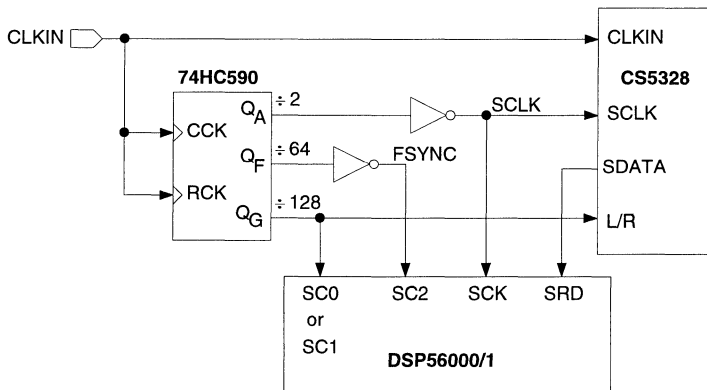 CLKIN
CLKIN
74HC590
CS5328
QA ÷2
SCLK
SCLK
CCK
QF ÷64
FSYNC
SDATA
RCK
QG ÷128
L/R
SC0
or
SC1
SC2
SCK
SRD
DSP56000/1